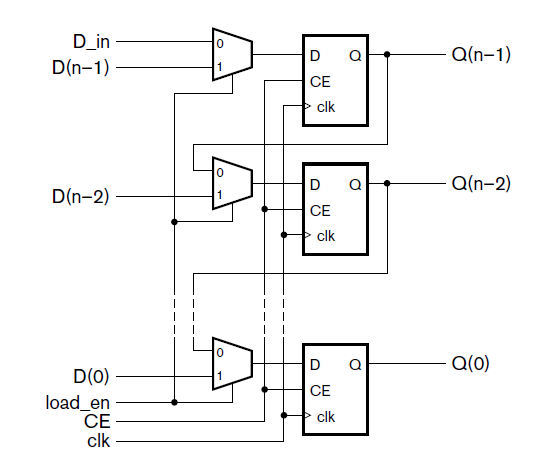 D_in 0 D Q Q(n–1)
D(n–1) 1 CE
clk
0 D Q Q(n–2)
D(n–2) 1 CE
clk
0 D Q Q(0)
D(0) 1 CE
load_en clk
CE
clk